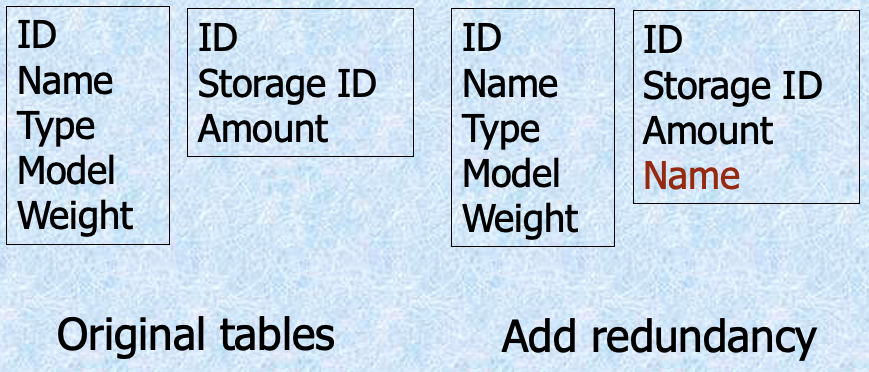 ID
Name
Type
Model
Weight
ID
Storage ID
Amount
Original tables
ID
Name
Type
Model
Weight
ID
Storage ID
Amount
Name
Add redundancy